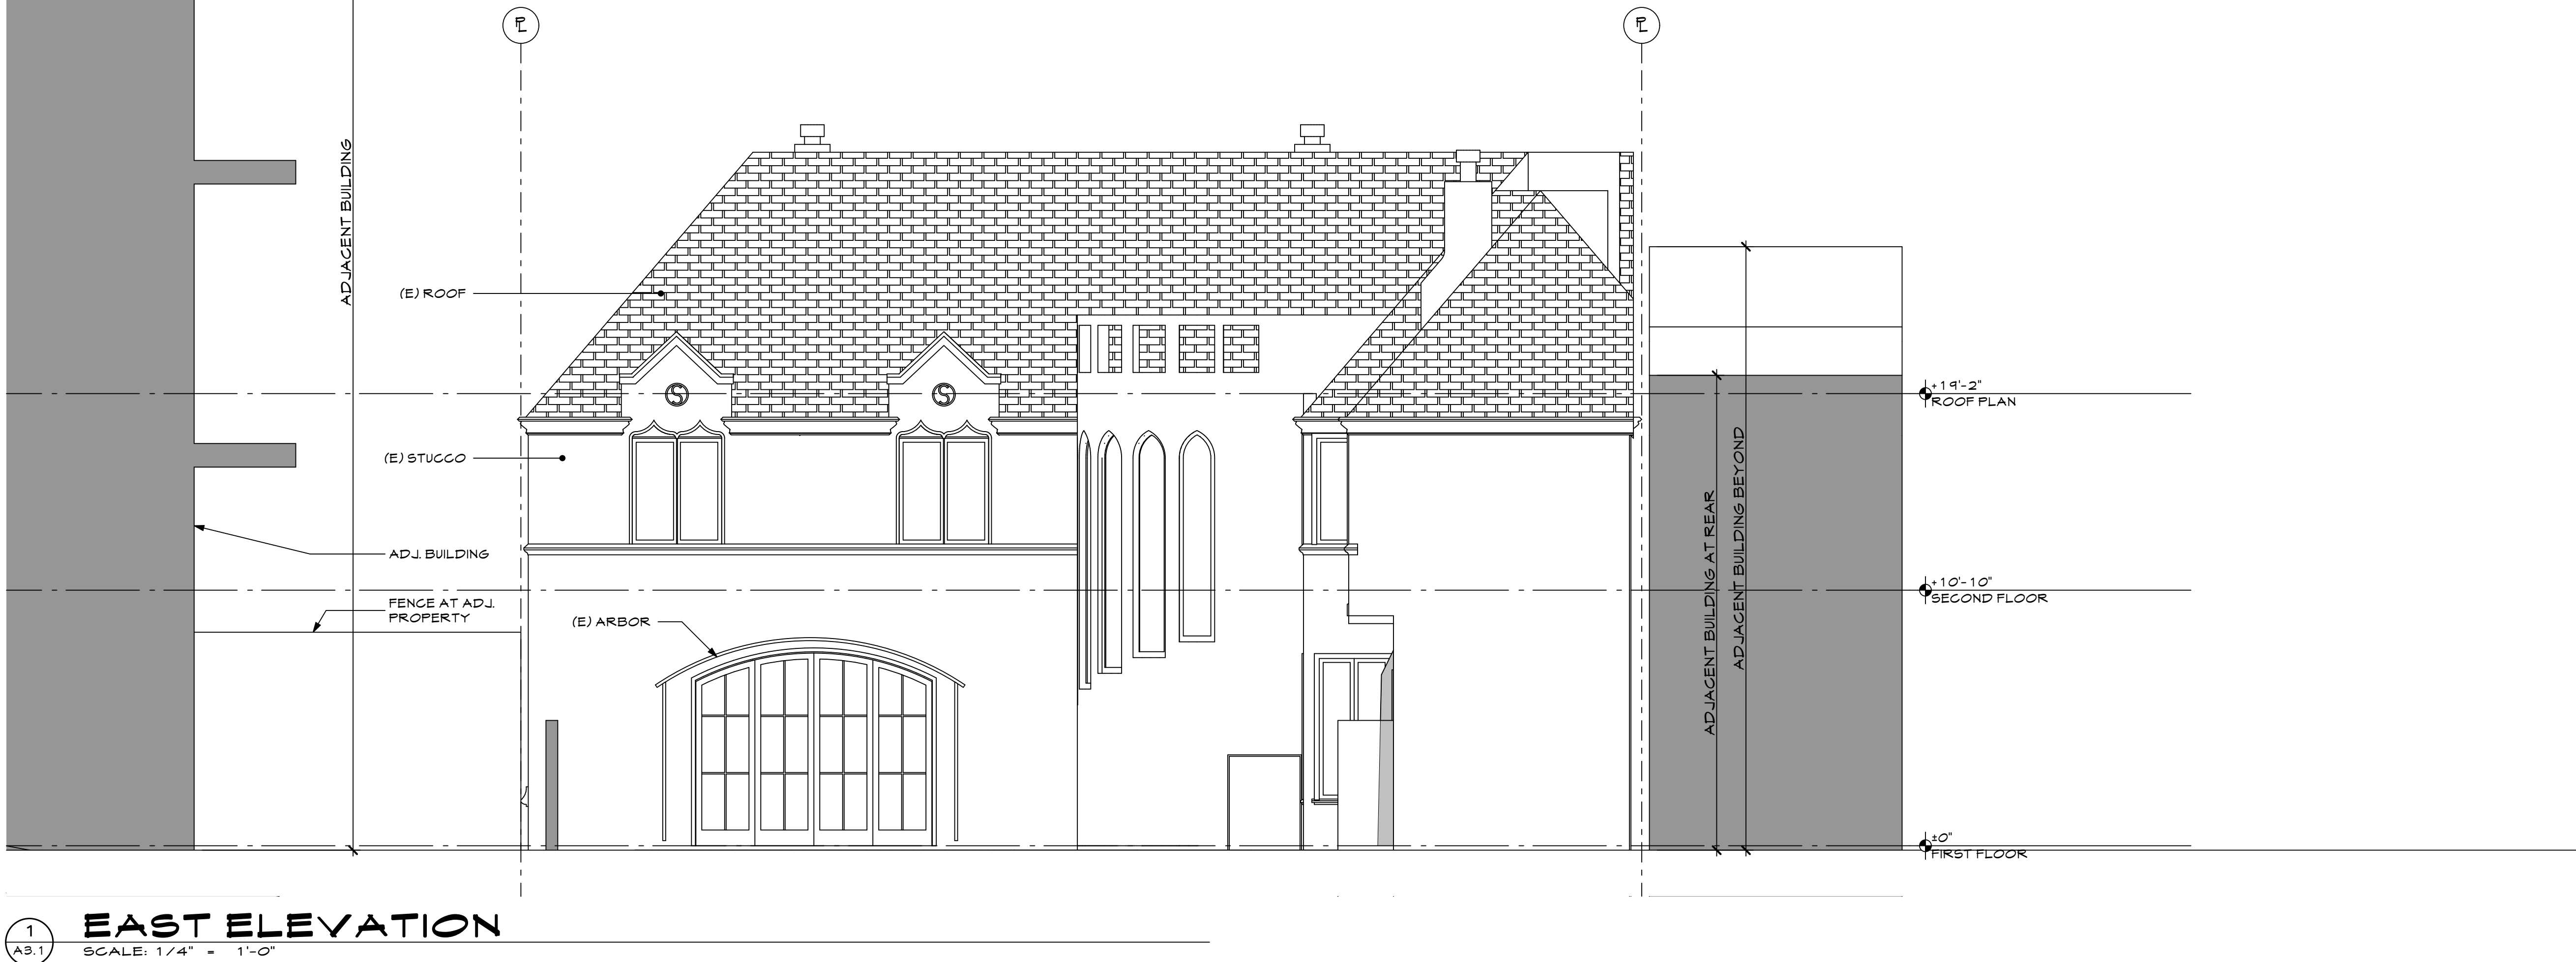 PL
PL
ADJACENT BUILDING
(E) ROOF
(E) STUCCO
ADJ. BUILDING
FENCE AT ADJ.
PROPERTY
(E) ARBOR
S
S
ADJACENT BUILDING AT REAR
ADJACENT BUILDING BEYOND
+19'-2"
ROOF PLAN
+10'-10"
SECOND FLOOR
±0"
FIRST FLOOR
1
A3.1
EAST ELEVATION
SCALE: 1/4" = 1'-0"